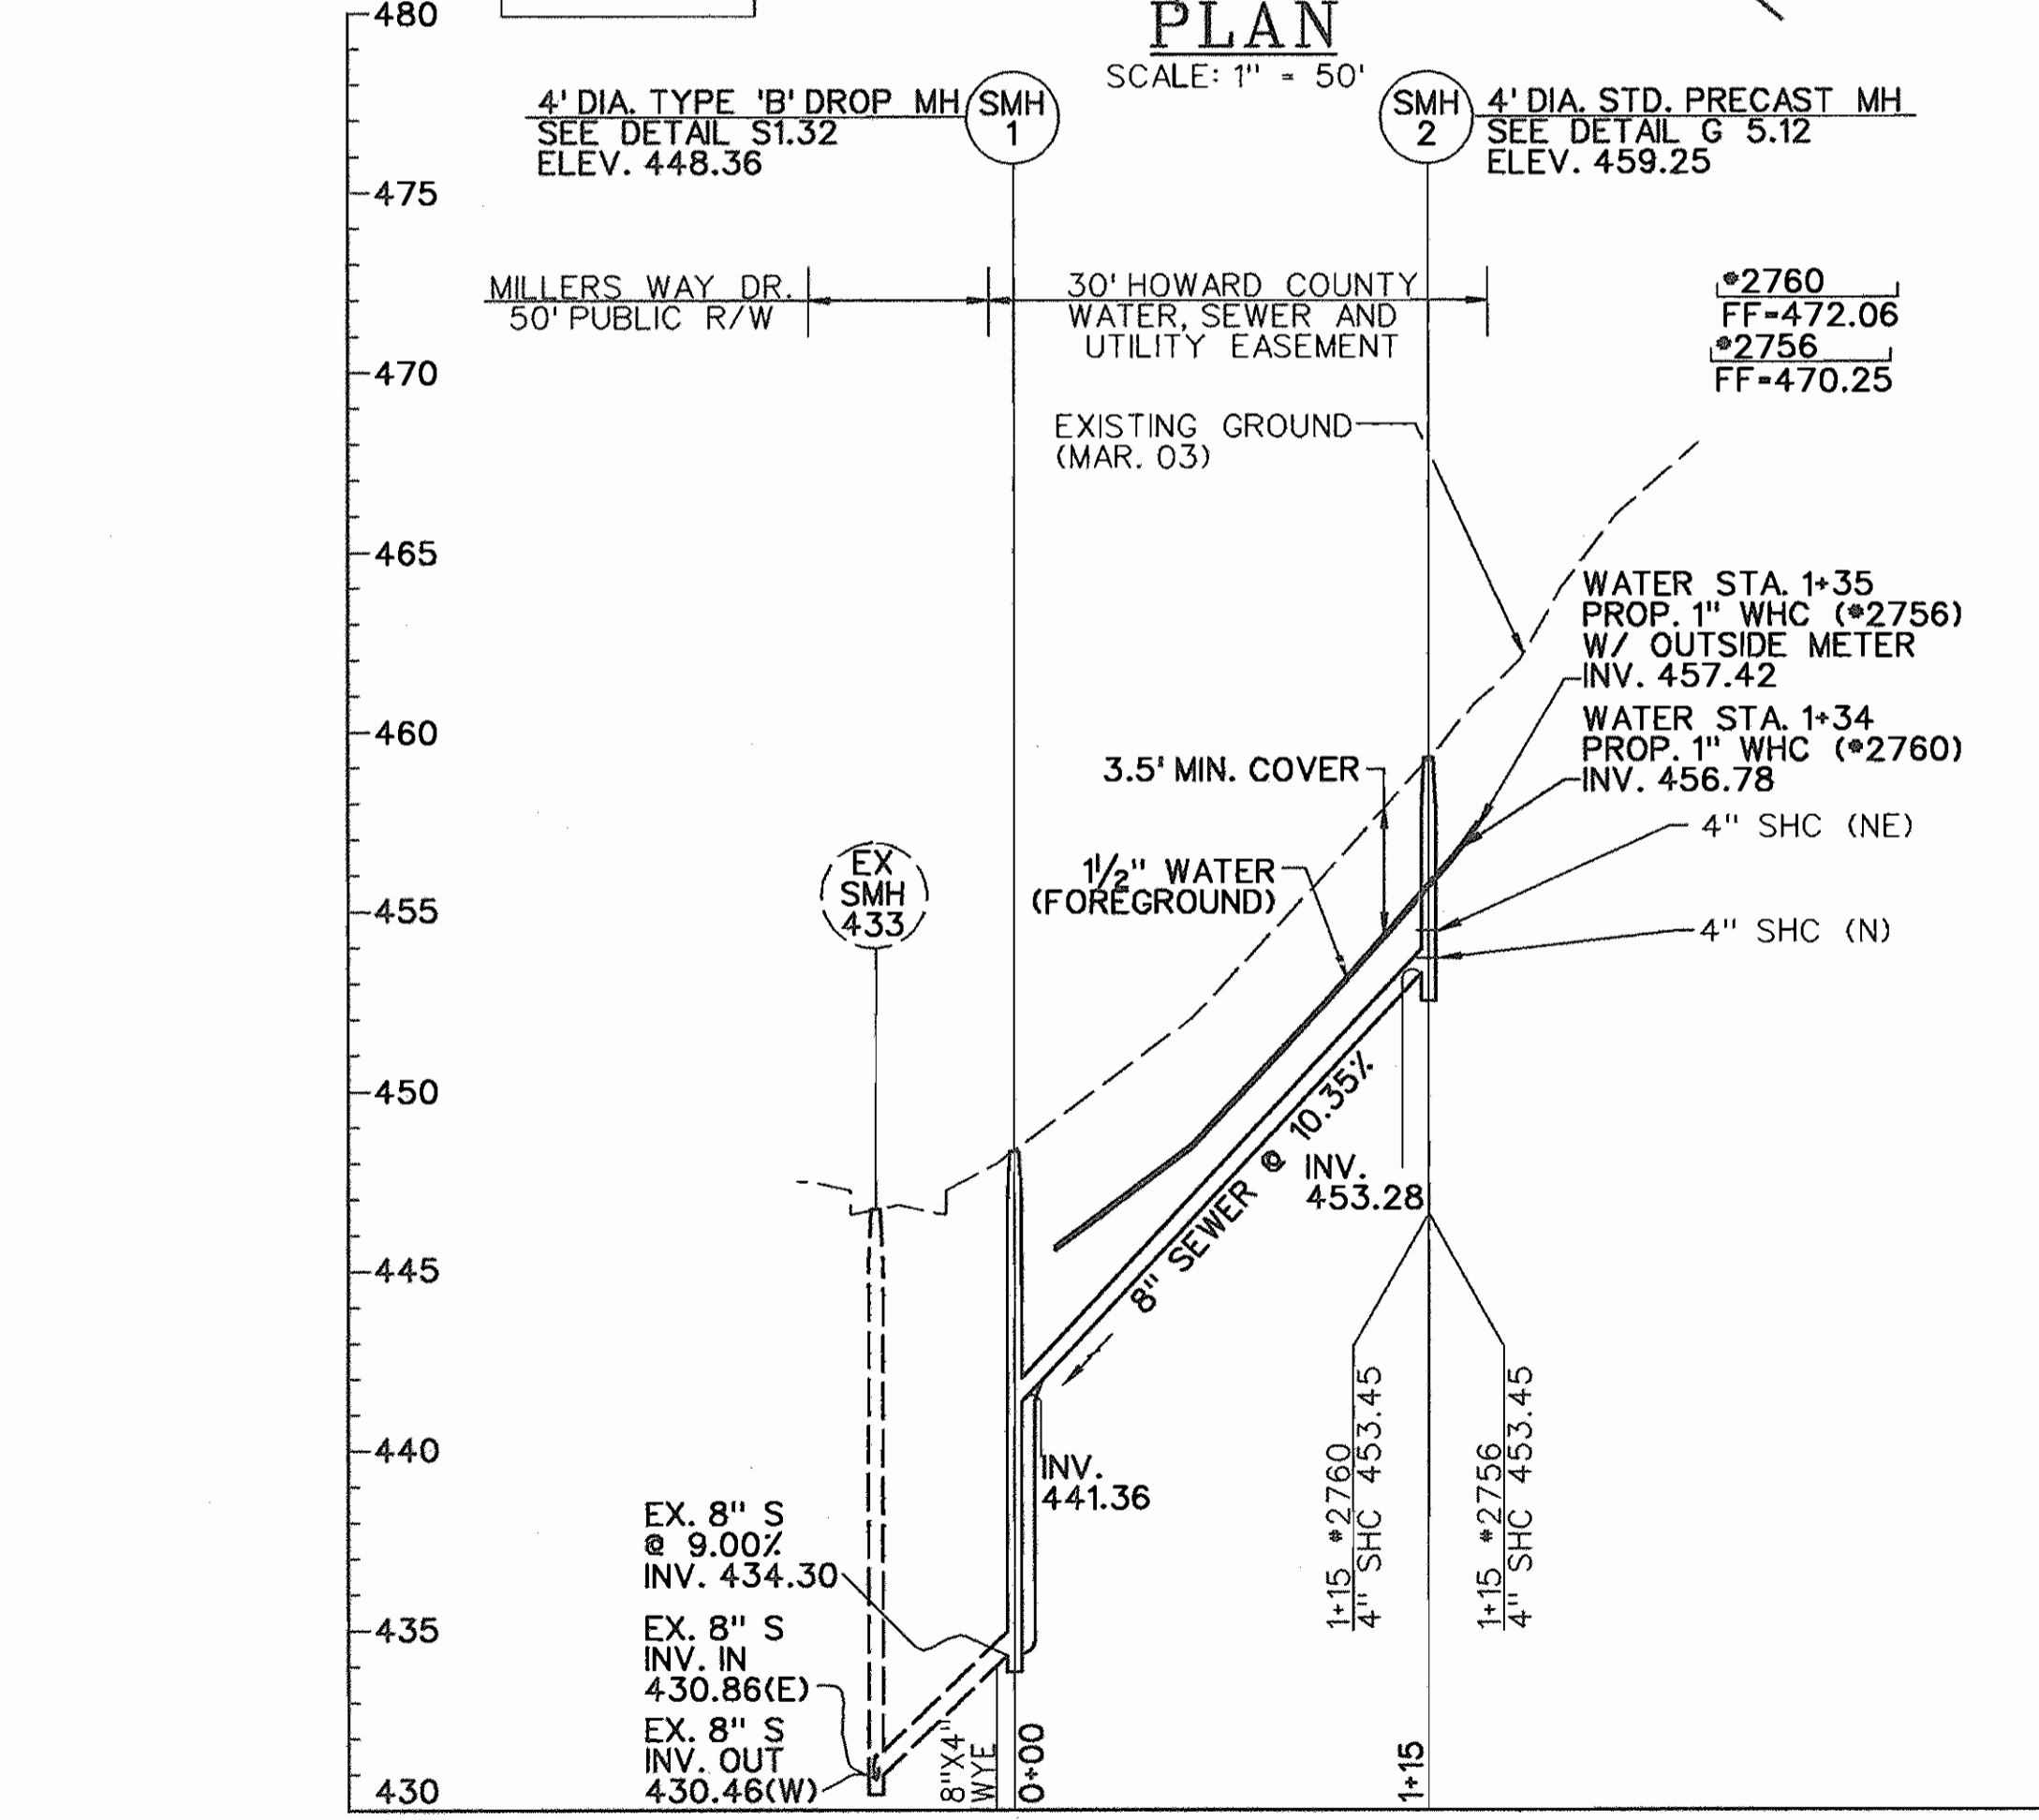 PLAN
SCALE: 1" = 50'
480
475
470
465
460
455
450
445
440
435
430
4' DIA. TYPE 'B' DROP MH
SEE DETAIL S1.32
ELEV. 448.36
SMH
1
SMH
2
4' DIA. STD. PRECAST MH
SEE DETAIL G 5.12
ELEV. 459.25
MILLERS WAY DR.
50' PUBLIC R/W
30' HOWARD COUNTY
WATER, SEWER AND
UTILITY EASEMENT
#2760
FF=472.06
#2756
FF=470.25
EXISTING GROUND
(MAR. 03)
WATER STA. 1+35
PROP. 1" WHC (#2756)
W/ OUTSIDE METER
INV. 457.42
WATER STA. 1+34
PROP. 1" WHC (#2760)
INV. 456.78
3.5' MIN. COVER
4" SHC (NE)
1½" WATER
(FOREGROUND)
4" SHC (N)
EX
SMH
433
8" SEWER @ 10.35%
INV.
453.28
INV.
441.36
EX. 8" S
@ 9.00%
INV. 434.30
EX. 8" S
INV. IN
430.86(E)
EX. 8" S
INV. OUT
430.46(W)
8"X4"
WYE
0+00
1+15
1+15 #2760
4" SHC 453.45
1+15 #2756
4" SHC 453.45